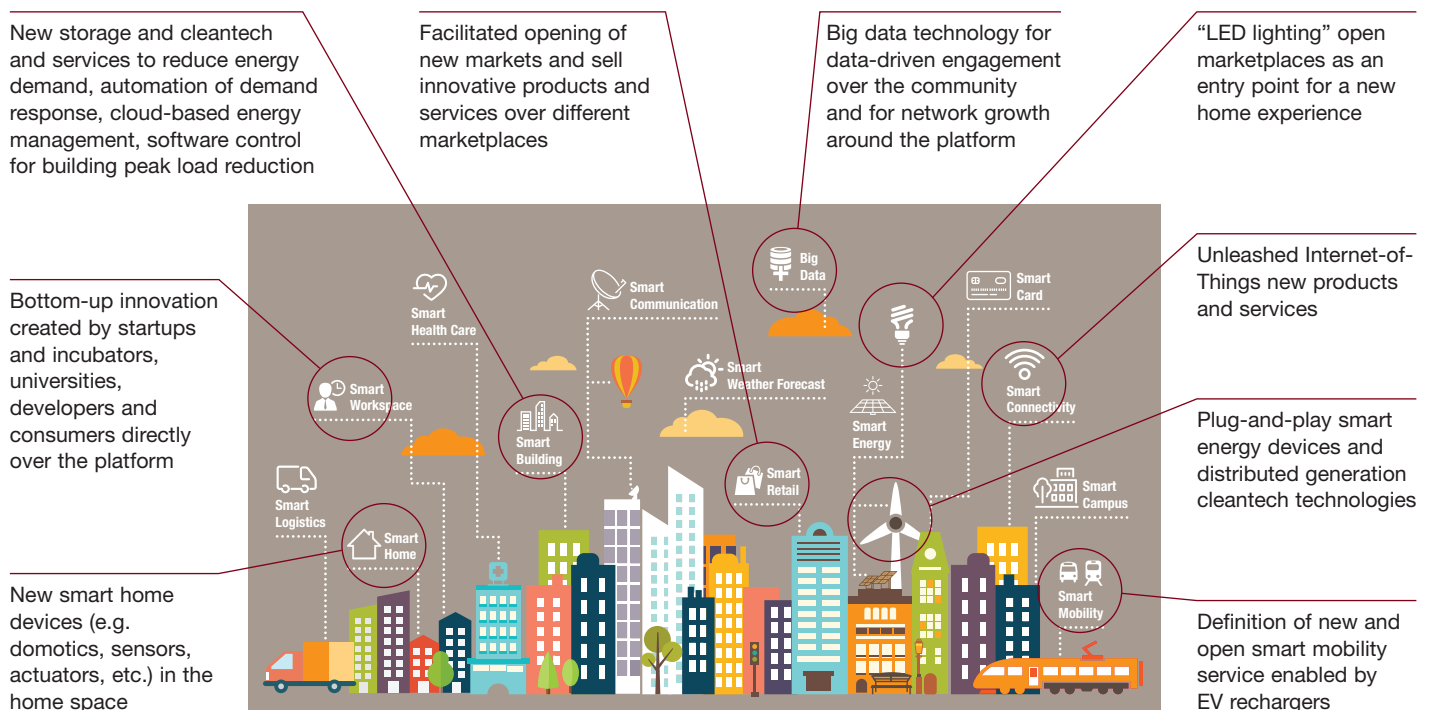 New storage and cleantech
and services to reduce energy
demand, automation of demand
response, cloud-based energy
management, software control
for building peak load reduction
Facilitated opening of
new markets and sell
innovative products and
services over different
marketplaces
Big data technology for
data-driven engagement
over the community
and for network growth
around the platform
“LED lighting” open
marketplaces as an
entry point for a new
home experience
Bottom-up innovation
created by startups
and incubators,
universities,
developers and
consumers directly
over the platform
New smart home
devices (e.g.
domotics, sensors,
actuators, etc.) in the
home space
Smart
Health Care
Smart
Communication
Big
Data
Smart
Card
Smart
Workspace
Smart
Weather Forecast
Smart
Connectivity
Smart
Building
Smart
Energy
Smart
Logistics
Smart
Retail
Smart
Campus
Smart
Home
Smart
Mobility
Unleashed Internet-of-
Things new products
and services
Plug-and-play smart
energy devices and
distributed generation
cleantech technologies
Definition of new and
open smart mobility
service enabled by
EV rechargers